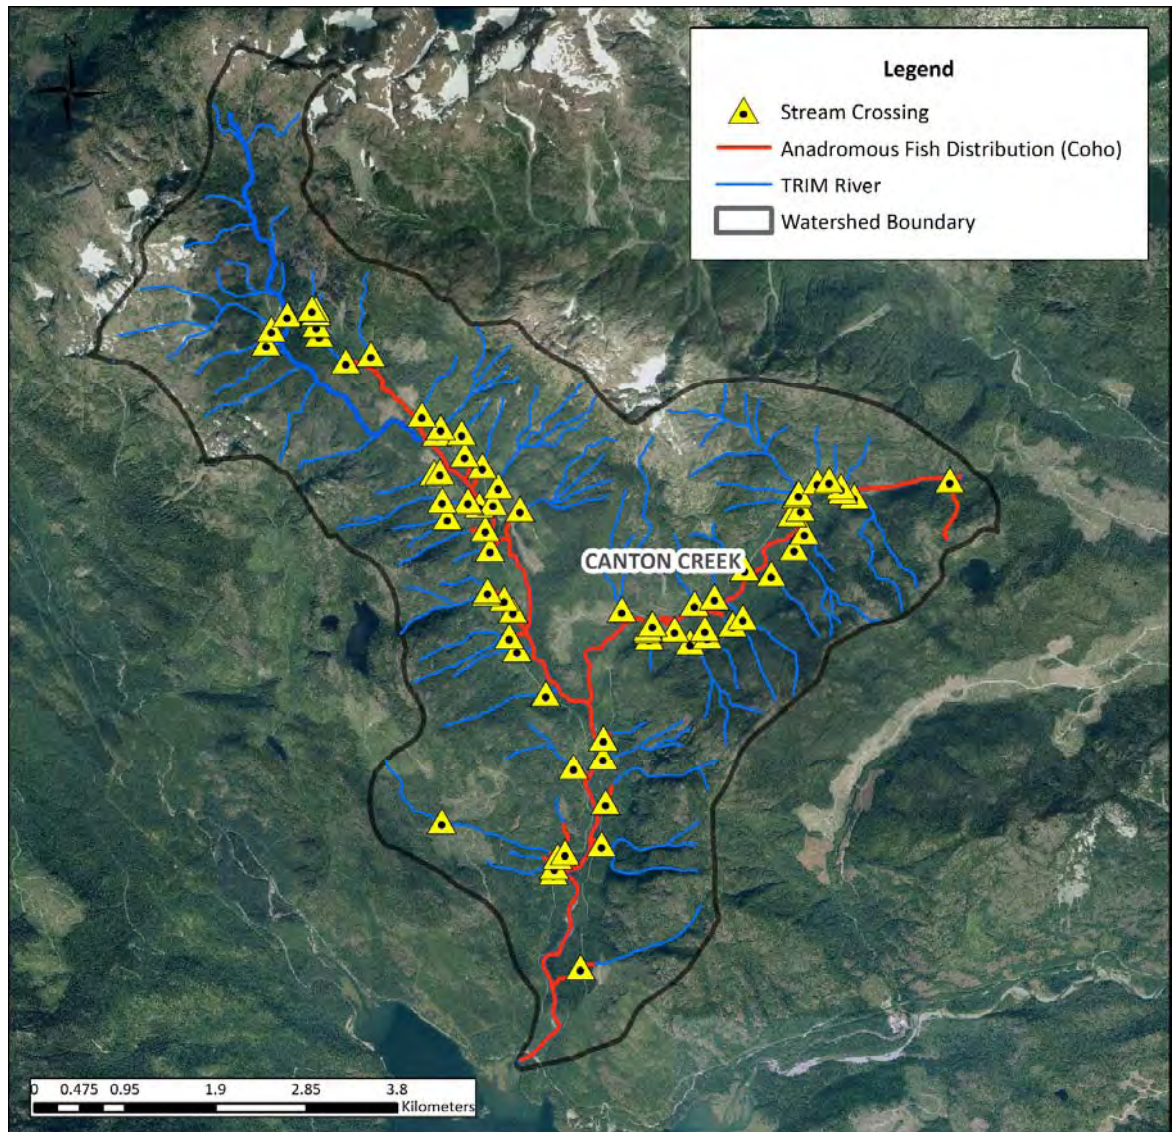 N
Legend
Stream Crossing
Anadromous Fish Distribution (Coho)
TRIM River
Watershed Boundary
CANTON CREEK
0 0.475 0.95 1.9 2.85 3.8
Kilometers